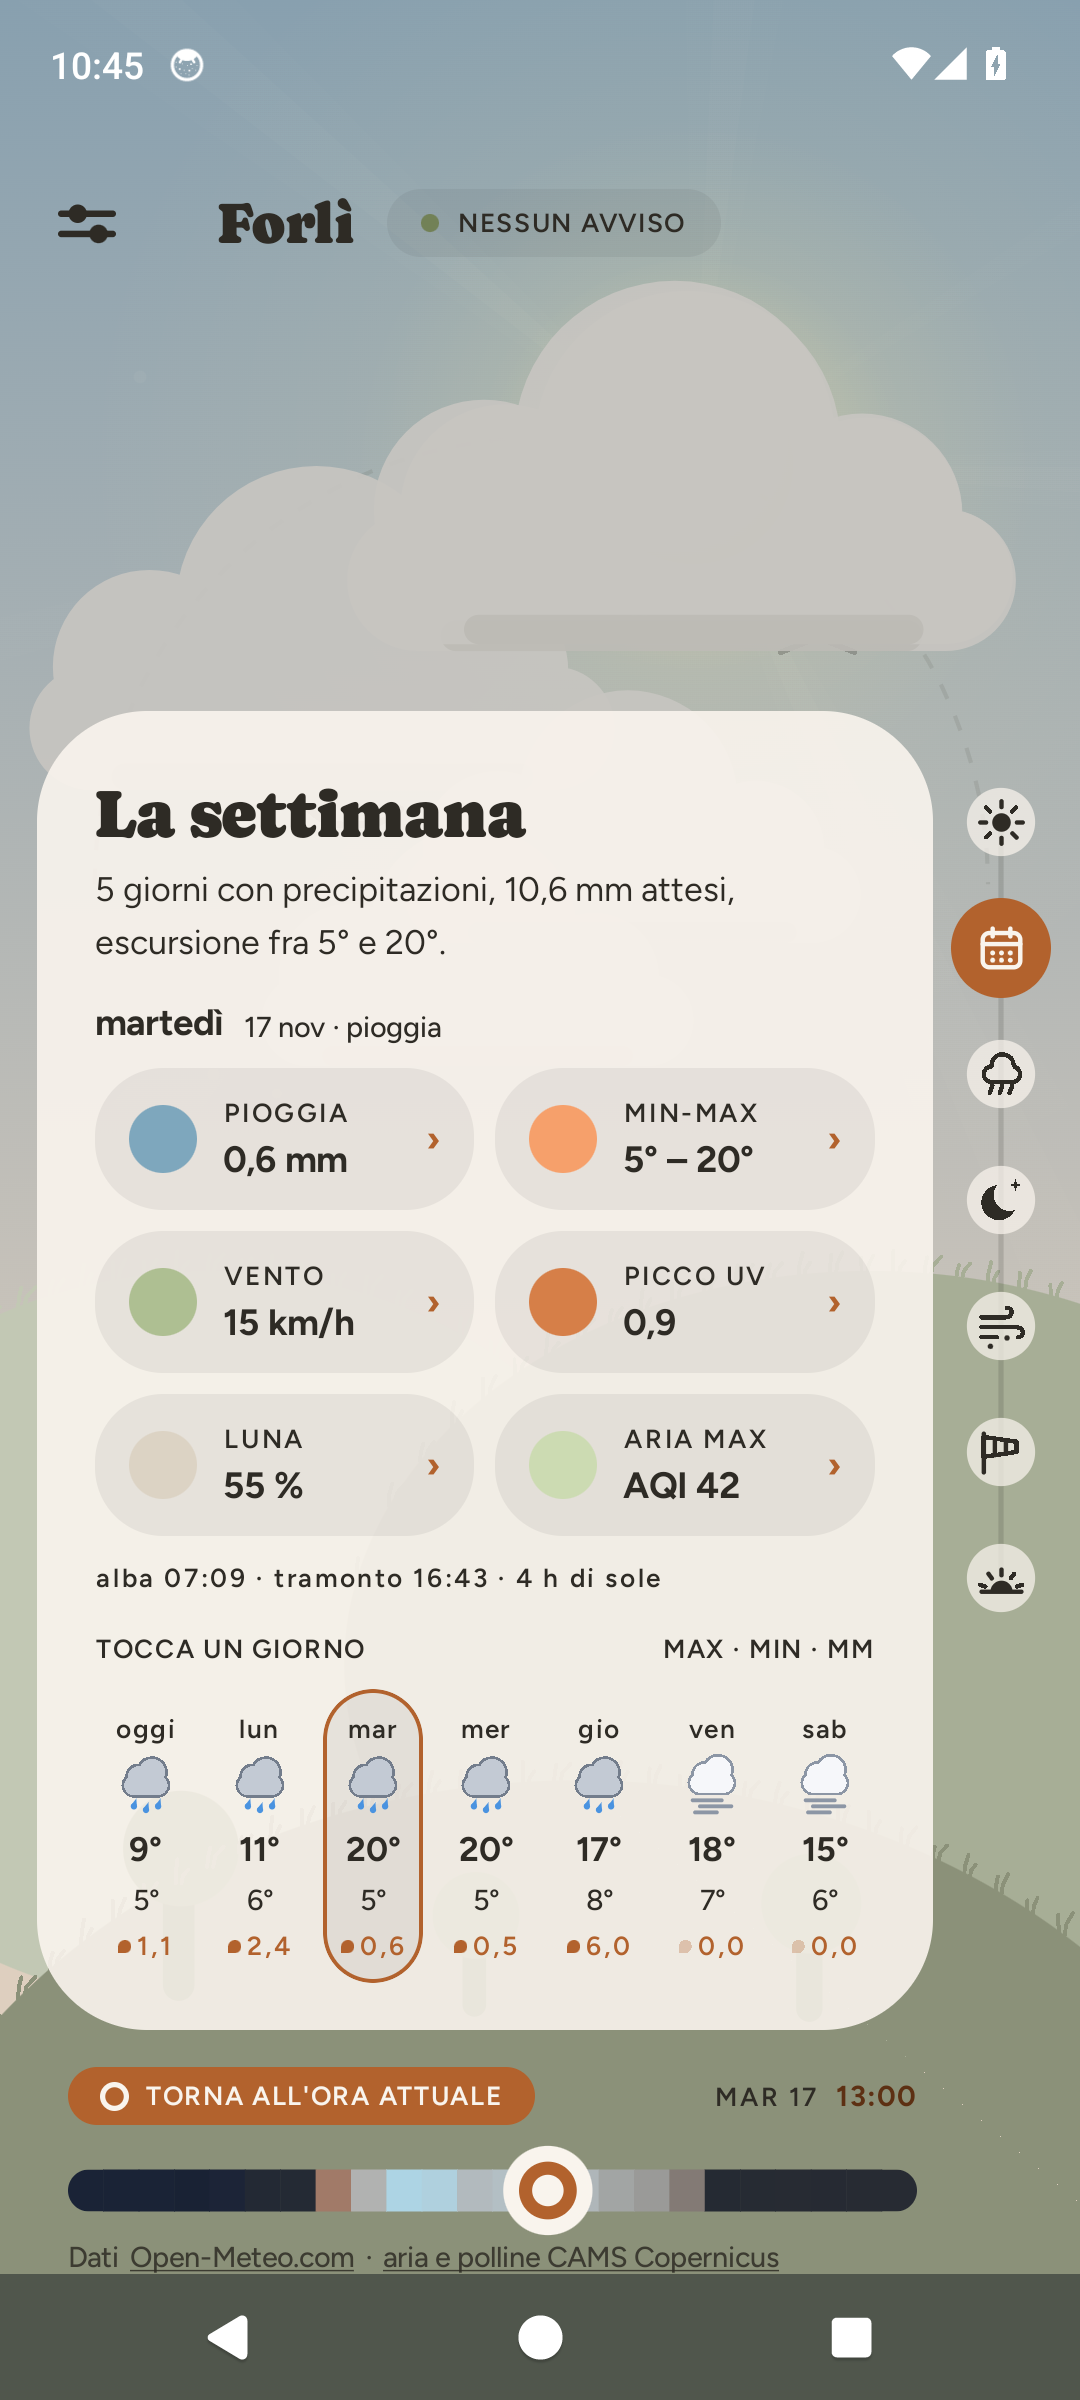 10:45
Forlì
NESSUN AVVISO
La settimana
5 giorni con precipitazioni, 10,6 mm attesi,
escursione fra 5° e 20°.
martedì 17 nov · pioggia
PIOGGIA
0,6 mm
›
MIN-MAX
5° – 20°
›
VENTO
15 km/h
›
PICCO UV
0,9
›
LUNA
55 %
›
ARIA MAX
AQI 42
›
alba 07:09 · tramonto 16:43 · 4 h di sole
TOCCA UN GIORNO MAX · MIN · MM
oggi lun mar mer gio ven sab
9° 11° 20° 20° 17° 18° 15°
5° 6° 5° 5° 8° 7° 6°
1,1 2,4 0,6 0,5 6,0 0,0 0,0
TORNA ALL'ORA ATTUALE MAR 17 13:00
Dati Open-Meteo.com · aria e polline CAMS Copernicus